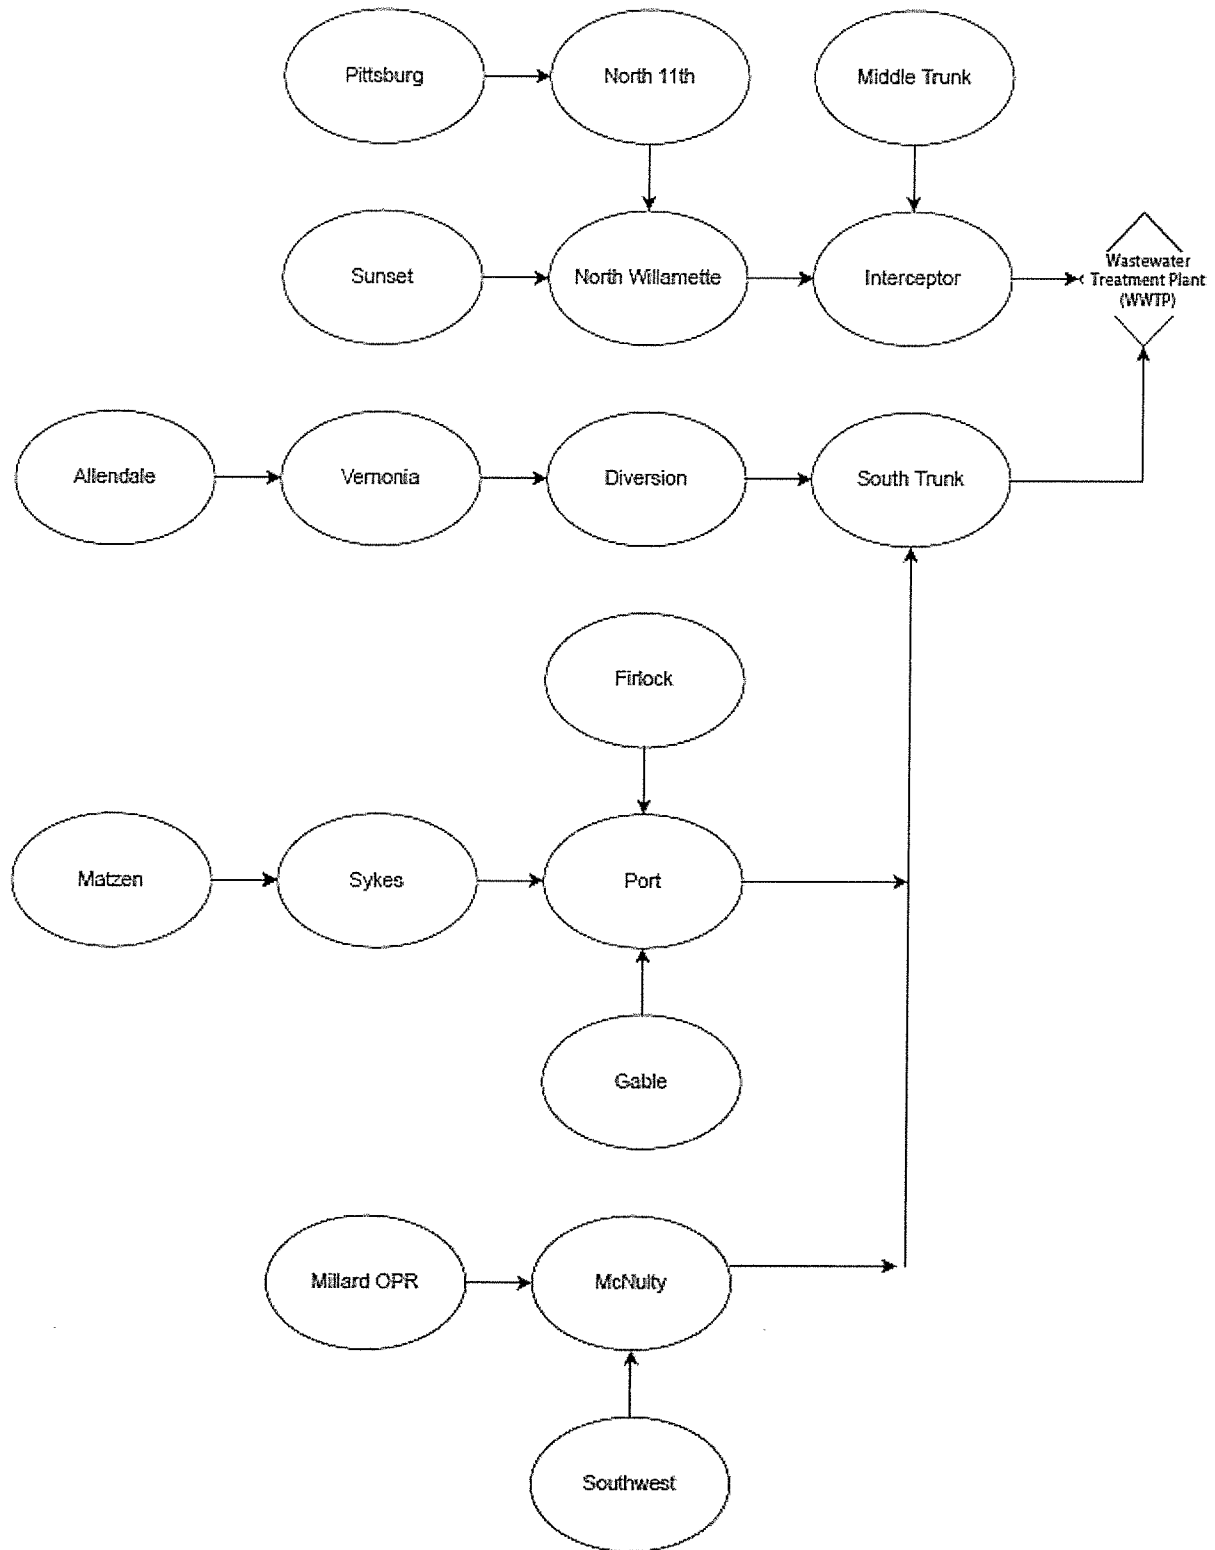 Pittsburg
North 11th
Middle Trunk
Sunset
North Willamette
Interceptor
Wastewater
Treatment Plant
(WWTP)
Allendale
Vernonia
Diversion
South Trunk
Firlock
Matzen
Sykes
Port
Gable
Millard OPR
McNulty
Southwest